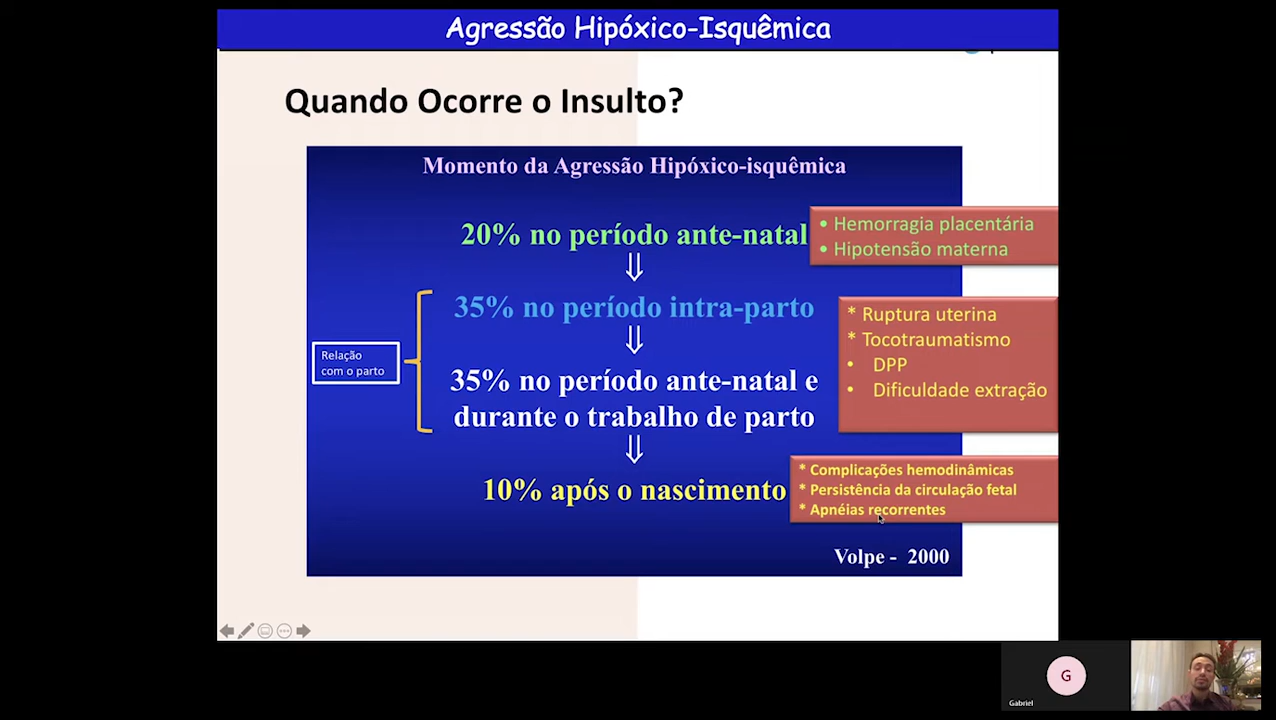 Agressão Hipóxico-Isquêmica
Quando Ocorre o Insulto?
Momento da Agressão Hipóxico-isquêmica
20% no período ante-natal
• Hemorragia placentária
• Hipotensão materna
35% no período intra-parto
* Ruptura uterina
* Tocotraumatismo
• DPP
• Dificuldade extração
Relação
com o parto
35% no período ante-natal e
durante o trabalho de parto
10% após o nascimento
* Complicações hemodinâmicas
* Persistência da circulação fetal
* Apnéias recorrentes
Volpe - 2000
G
Gabriel